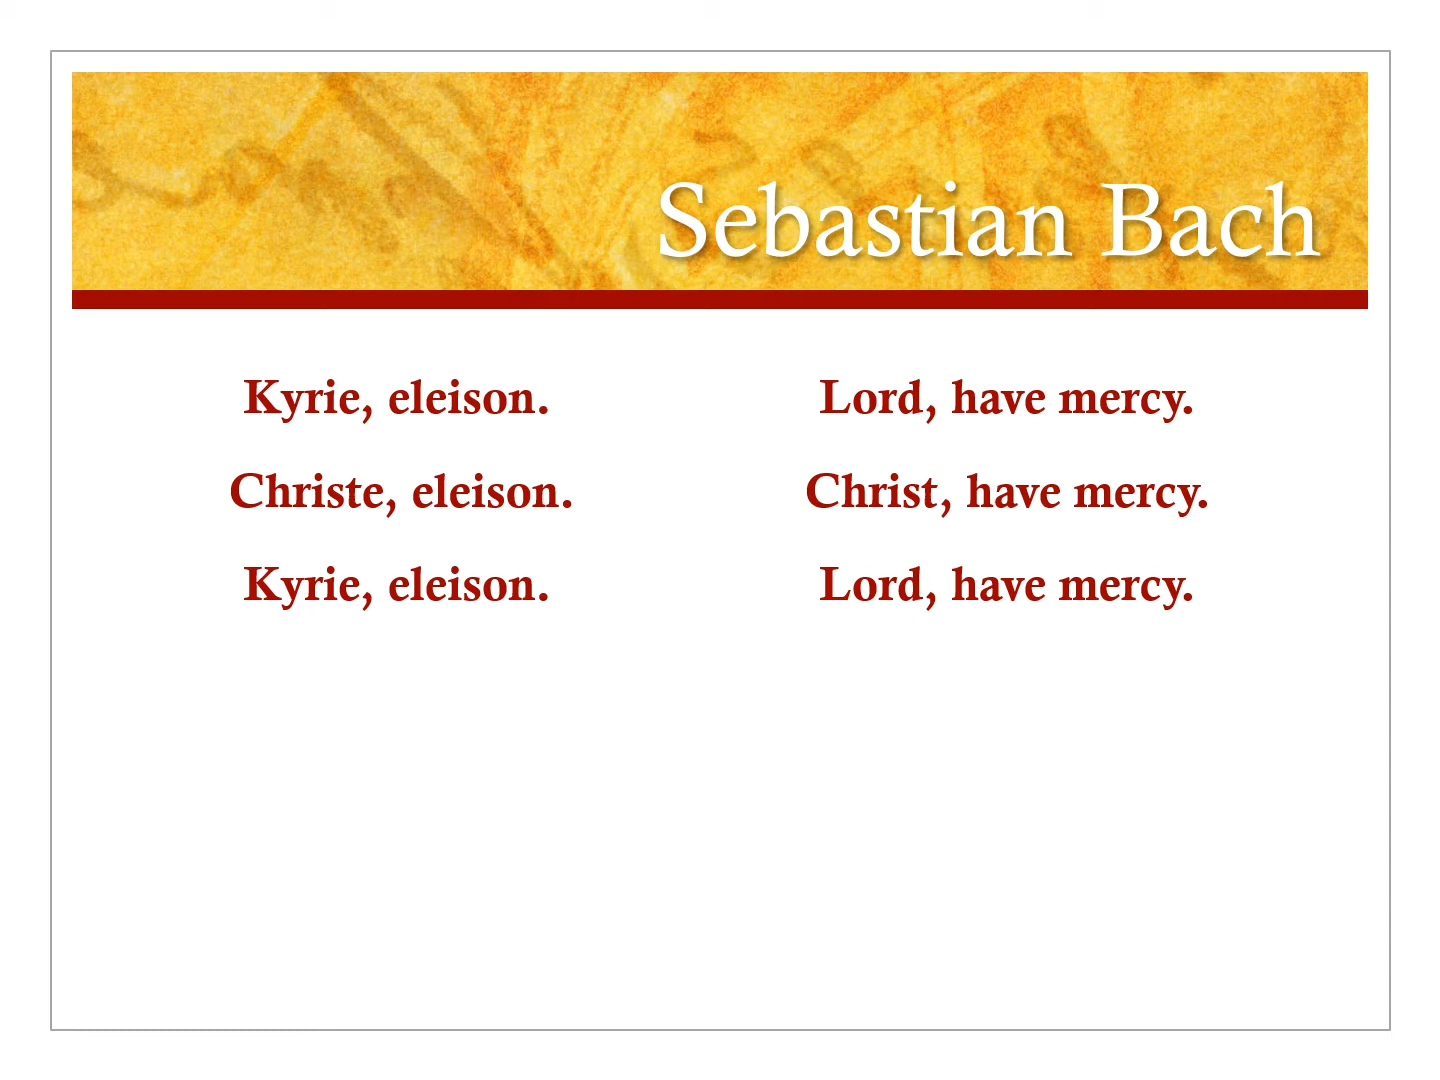 Sebastian Bach
Kyrie, eleison.
Christe, eleison.
Kyrie, eleison.
Lord, have mercy.
Christ, have mercy.
Lord, have mercy.